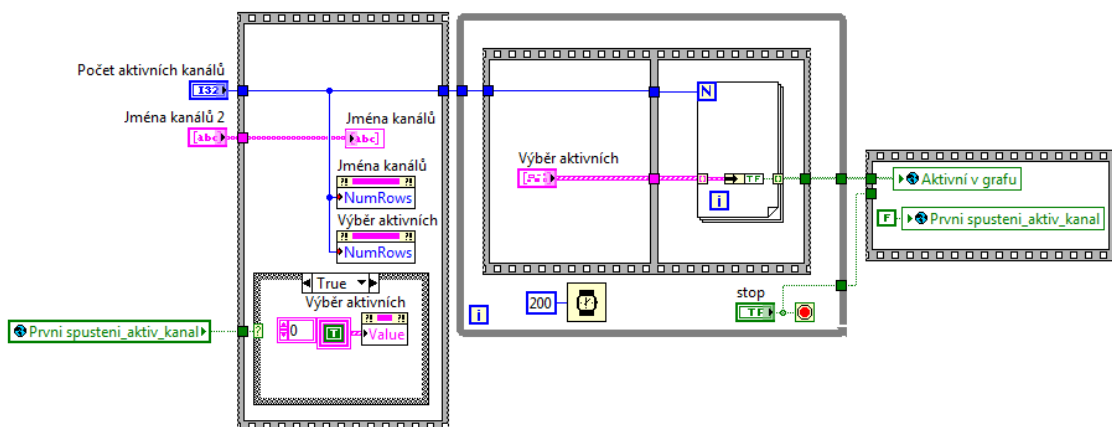 Počet aktivních kanálů
I32
Jména kanálů 2
abc
Jména kanálů
abc
Jména kanálů
NumRows
Výběr aktivních
NumRows
True
Výběr aktivních
0
T
Value
?
Prvni spusteni_aktiv_kanal
Výběr aktivních
N
TF
i
200
i
stop
TF
Aktivní v grafu
F
Prvni spusteni_aktiv_kanal